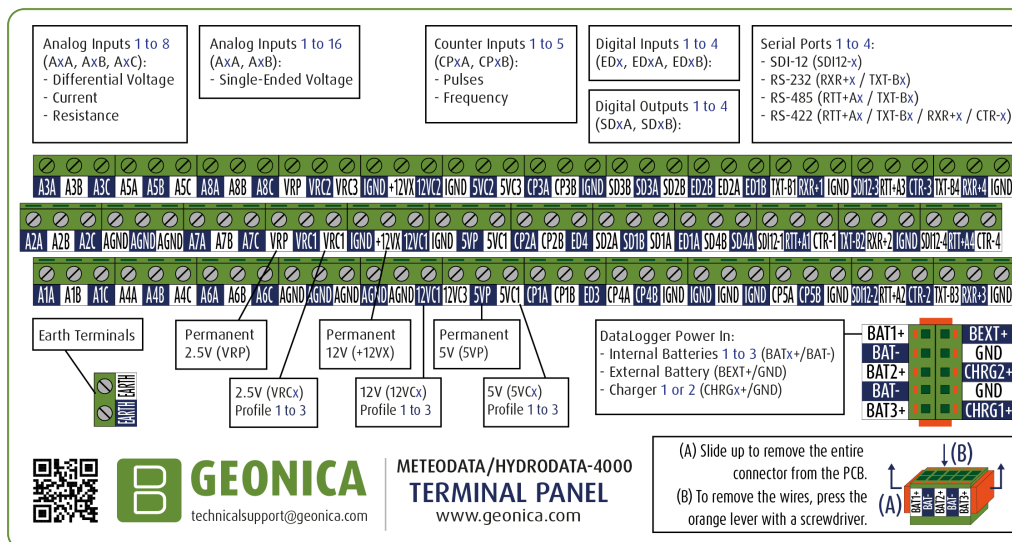 Analog Inputs 1 to 8
(AxA, AxB, AxC):
- Differential Voltage
- Current
- Resistance
Analog Inputs 1 to 16
(AxA, AxB):
- Single-Ended Voltage
Counter Inputs 1 to 5
(CPxA, CPxB):
- Pulses
- Frequency
Digital Inputs 1 to 4
(EDx, EDxA, EDxB):
Digital Outputs 1 to 4
(SDxA, SDxB):
Serial Ports 1 to 4:
- SDI-12 (SDI12-x)
- RS-232 (RXR+x / TXT-Bx)
- RS-485 (RTT+Ax / TXT-Bx)
- RS-422 (RTT+Ax / TXT-Bx / RXR+x / CTR-x)
A3A A3B A3C A5A A5B A5C A8A A8B A8C VRP VRC2 VRC3 IGND +12VX 12VC2 IGND 5VC2 5VC3 CP3A CP3B IGND SD3B SD3A SD2B ED2B ED2A ED1B TXT-B1 RXR+1 IGND SDI12-3 RTT+A3 CTR-3 TXT-B4 RXR+4 IGND
A2A A2B A2C AGND AGND AGND A7A A7B A7C VRP VRC1 VRC1 IGND +12VX 12VC1 IGND 5VP 5VC1 CP2A CP2B ED4 SD2A SD1B SD1A ED1A SD4B SD4A SDI12-1 RTT+A1 CTR-1 TXT-B2 RXR+2 IGND SDI12-4 RTT+A4 CTR-4
A1A A1B A1C A4A A4B A4C A6A A6B A6C AGND AGND AGND AGND AGND 12VC1 12VC3 5VP 5VC1 CP1A CP1B ED3 CP4A CP4B IGND IGND IGND IGND CP5A CP5B IGND SDI12-2 RTT+A2 CTR-2 TXT-B3 RXR+3 IGND
Earth Terminals
EARTH EARTH
Permanent
2.5V (VRP)
2.5V (VRCx)
Profile 1 to 3
Permanent
12V (+12VX)
12V (12VCx)
Profile 1 to 3
Permanent
5V (5VP)
5V (5VCx)
Profile 1 to 3
DataLogger Power In:
- Internal Batteries 1 to 3 (BATx+/BAT-)
- External Battery (BEXT+/GND)
- Charger 1 or 2 (CHRGx+/GND)
BAT1+ BEXT+
BAT- GND
BAT2+ CHRG2+
BAT- GND
BAT3+ CHRG1+
GEONICA
technicalsupport@geonica.com
METEODATA/HYDRODATA-4000
TERMINAL PANEL
www.geonica.com
(A) Slide up to remove the entire
connector from the PCB.
(B) To remove the wires, press the
orange lever with a screwdriver.
(B)
(A)
BAT1+ BAT- BAT2+ BAT- BAT3+